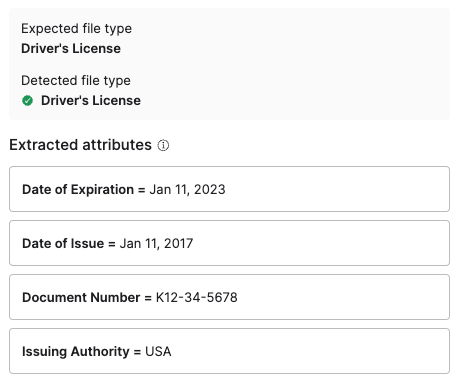 Expected file type
Driver's License
Detected file type
Driver's License
Extracted attributes
Date of Expiration = Jan 11, 2023
Date of Issue = Jan 11, 2017
Document Number = K12-34-5678
Issuing Authority = USA